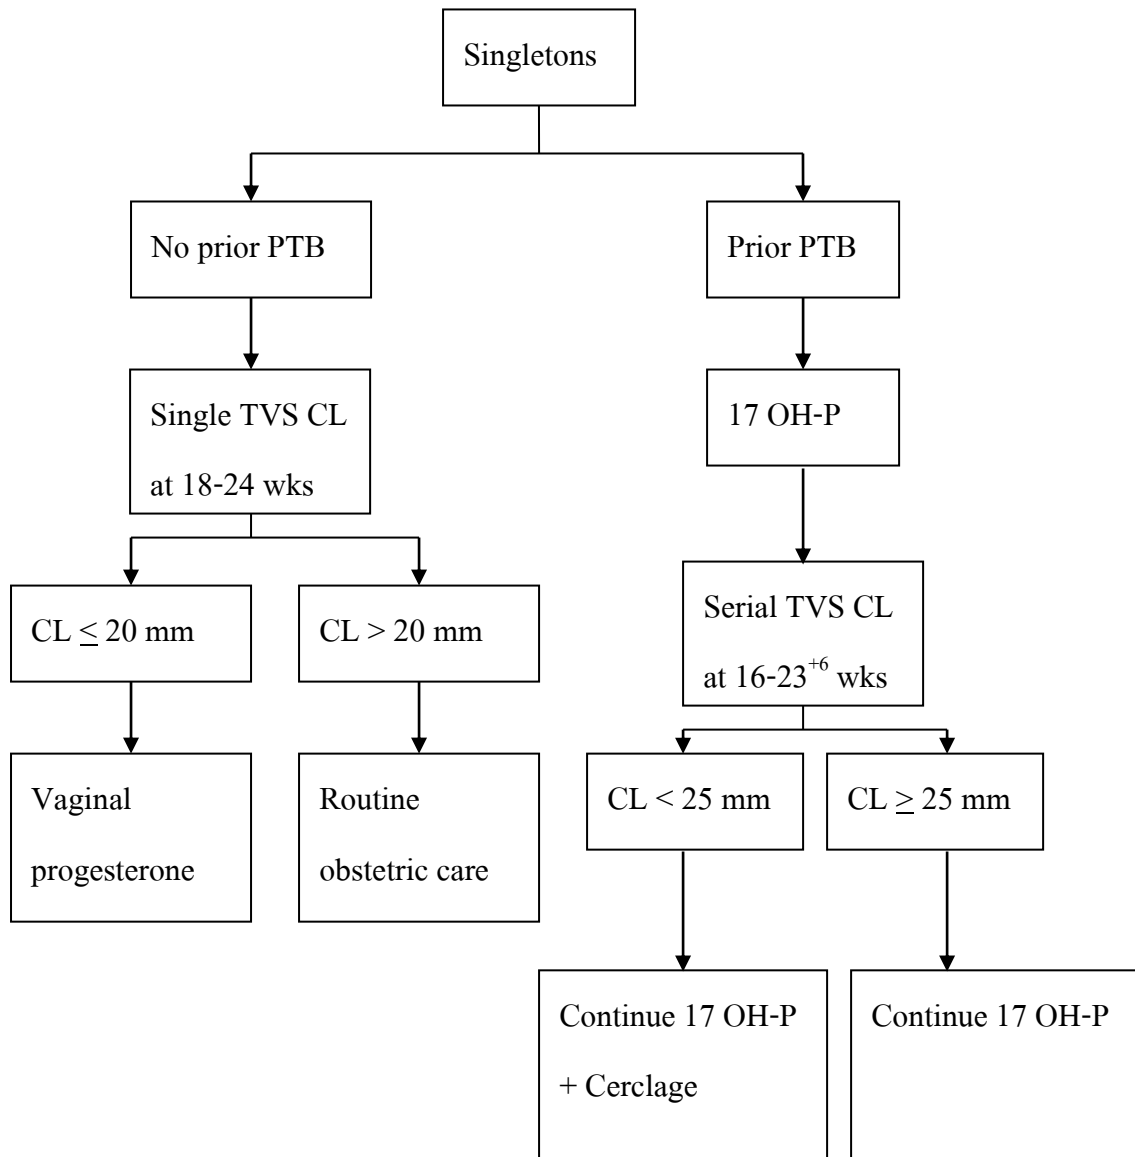 Singletons
No prior PTB
Prior PTB
Single TVS CL
at 18-24 wks
17 OH-P
CL ≤ 20 mm
CL > 20 mm
Serial TVS CL
at 16-23⁺⁶ wks
Vaginal
progesterone
Routine
obstetric care
CL < 25 mm
CL ≥ 25 mm
Continue 17 OH-P
+ Cerclage
Continue 17 OH-P